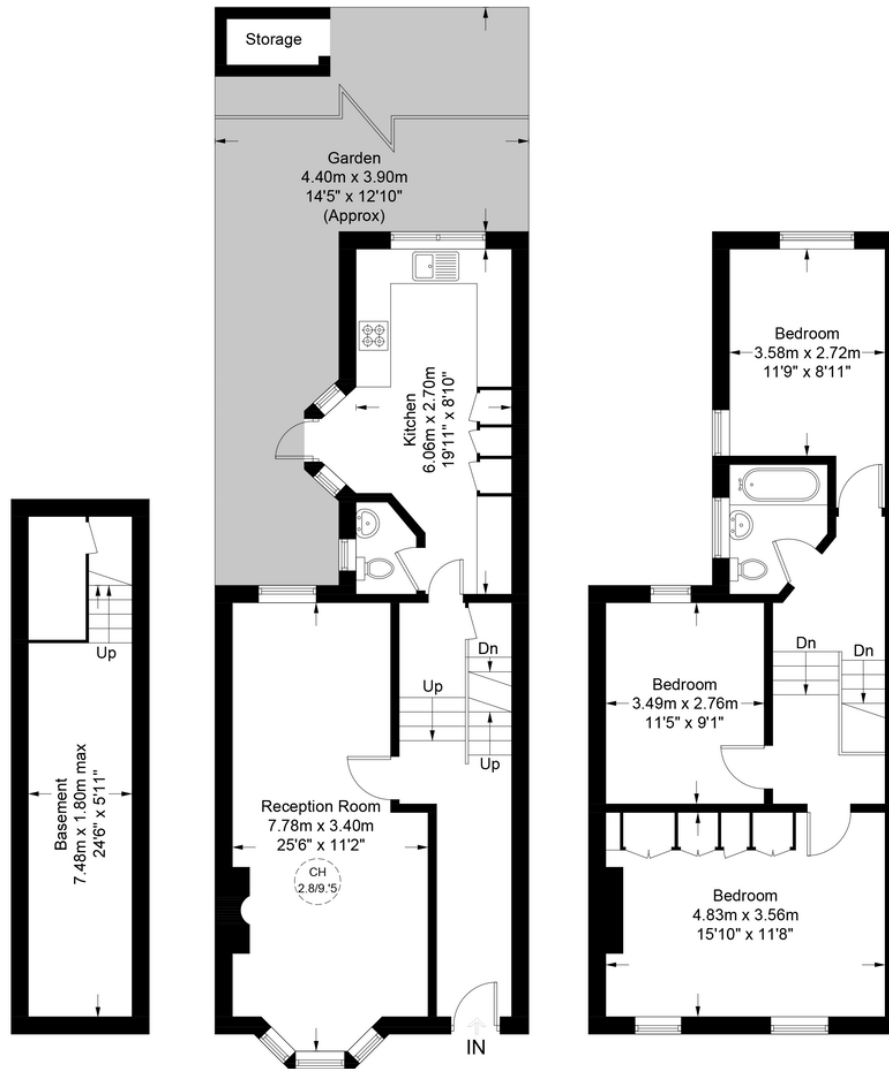 Storage
Garden
4.40m x 3.90m
14'5" x 12'10"
(Approx)
Kitchen
6.06m x 2.70m
19'11" x 8'10"
Up
Basement
7.48m x 1.80m max
24'6" x 5'11"
Dn
Up
Up
Reception Room
7.78m x 3.40m
25'6" x 11'2"
CH
2.8/9.'5
IN
Bedroom
3.58m x 2.72m
11'9" x 8'11"
Dn
Dn
Bedroom
3.49m x 2.76m
11'5" x 9'1"
Bedroom
4.83m x 3.56m
15'10" x 11'8"